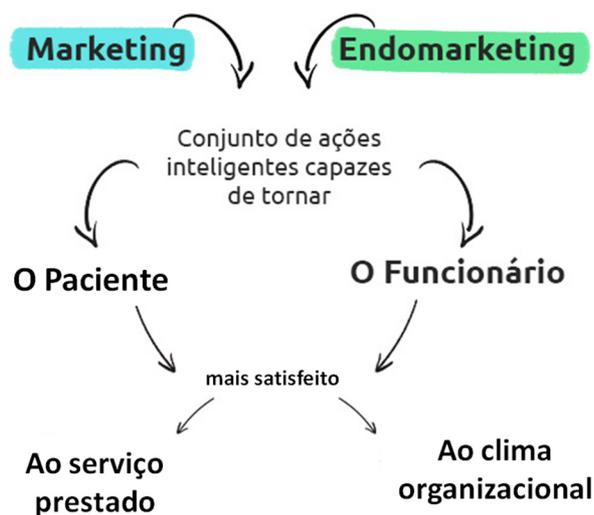 Marketing
Endomarketing
Conjunto de ações
inteligentes capazes
de tornar
O Paciente
O Funcionário
mais satisfeito
Ao serviço
prestado
Ao clima
organizacional